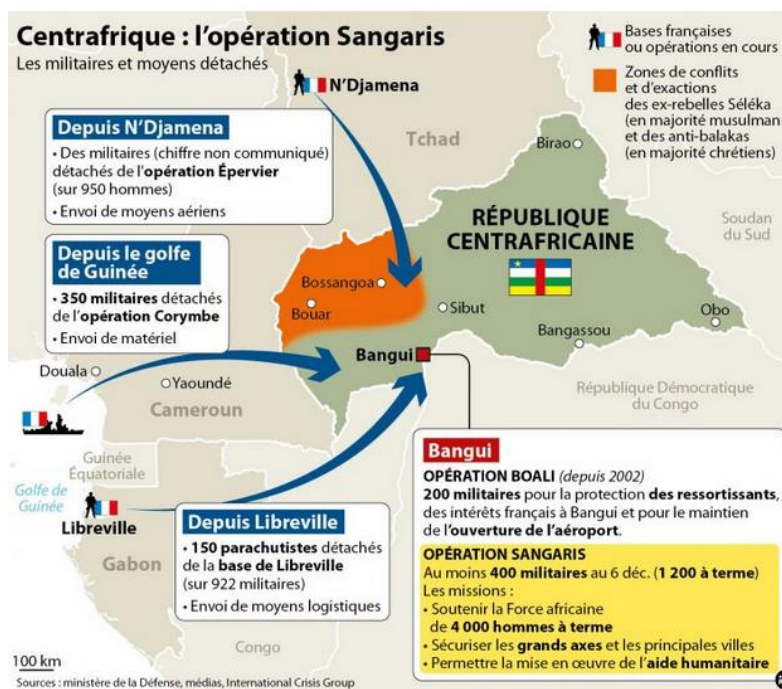 Centrafrique : l'opération Sangaris
Les militaires et moyens détachés
Bases françaises
ou opérations en cours
Zones de conflits
et d'exactions
des ex-rebelles Séléka
(en majorité musulmans
et des anti-balakas
(en majorité chrétiens)
N'Djamena
Tchad
Birao
Soudan
du Sud
Depuis N'Djamena
• Des militaires (chiffre non communiqué)
détachés de l'opération Épervier
(sur 950 hommes)
• Envoi de moyens aériens
RÉPUBLIQUE
CENTRAFRICAINE
Depuis le golfe
de Guinée
• 350 militaires détachés
de l'opération Corymbe
• Envoi de matériel
Bossangoa
Bouar
Sibut
Obo
Bangassou
Bangui
Douala
Yaoundé
Cameroun
République Démocratique
du Congo
Guinée
Équatoriale
Golfe de
Guinée
Libreville
Gabon
Congo
Depuis Libreville
• 150 parachutistes détachés
de la base de Libreville
(sur 922 militaires)
• Envoi de moyens logistiques
Bangui
OPÉRATION BOALI (depuis 2002)
200 militaires pour la protection des ressortissants,
des intérêts français à Bangui et pour le maintien
de l'ouverture de l'aéroport.
OPÉRATION SANGARIS
Au moins 400 militaires au 6 déc. (1 200 à terme)
Les missions :
• Soutenir la Force africaine
de 4 000 hommes à terme
• Sécuriser les grands axes et les principales villes
• Permettre la mise en œuvre de l'aide humanitaire
100 km
Sources : ministère de la Défense, médias, International Crisis Group